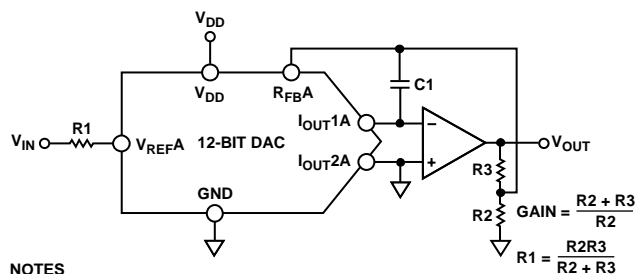 VDD
VDD
RFBA
C1
IOUT1A
VIN
R1
VREFA
12-BIT DAC
VOUT
IOUT2A
R3
GND
R2
GAIN = R2 + R3 / R2
R1 = R2R3 / R2 + R3
NOTES